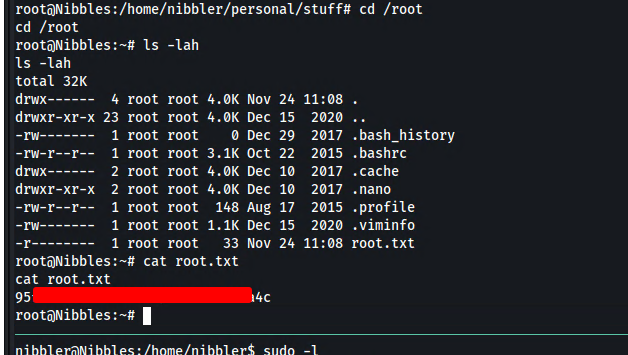 root@Nibbles:/home/nibbler/personal/stuff# cd /root
cd /root
root@Nibbles:~# ls -lah
ls -lah
total 32K
drwx------  4 root root 4.0K Nov 24 11:08 .
drwxr-xr-x 23 root root 4.0K Dec 15  2020 ..
-rw-------  1 root root    0 Dec 29  2017 .bash_history
-rw-r--r--  1 root root 3.1K Oct 22  2015 .bashrc
drwx------  2 root root 4.0K Dec 10  2017 .cache
drwxr-xr-x  2 root root 4.0K Dec 10  2017 .nano
-rw-r--r--  1 root root  148 Aug 17  2015 .profile
-rw-------  1 root root 1.1K Dec 15  2020 .viminfo
-r--------  1 root root   33 Nov 24 11:08 root.txt
root@Nibbles:~# cat root.txt
cat root.txt
95 4c
root@Nibbles:~#
nibbler@Nibbles:/home/nibbler$ sudo -l